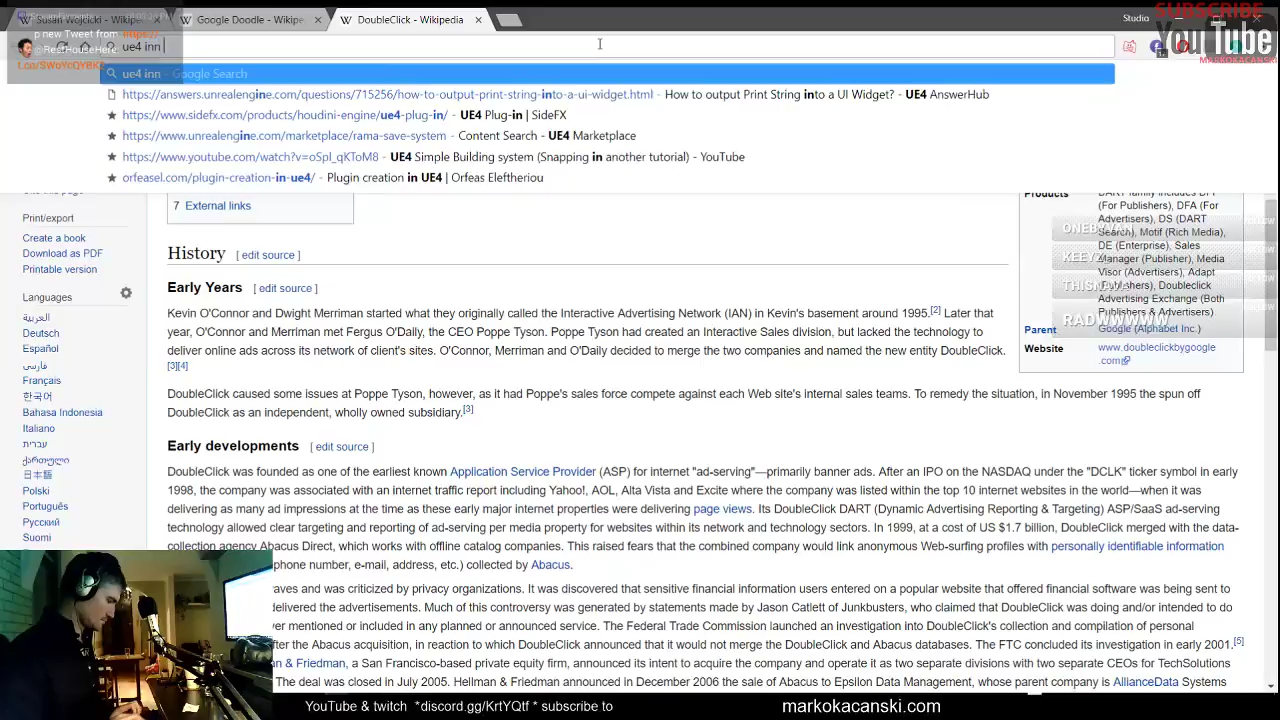 Susan Wojcicki - Wikipe
Google Doodle - Wikipe
DoubleClick - Wikipedia
Studio
SUBSCRIBE
YouTube
MARKOKACANSKI
p new Tweet from
@RestHouseHere
https://
ue4 inn
ue4 inn - Google Search
https://answers.unrealengine.com/questions/715256/how-to-output-print-string-into-a-ui-widget.html - How to output Print String into a UI Widget? - UE4 AnswerHub
https://www.sidefx.com/products/houdini-engine/ue4-plug-in/ - UE4 Plug-in | SideFX
https://www.unrealengine.com/marketplace/rama-save-system - Content Search - UE4 Marketplace
https://www.youtube.com/watch?v=oSpI_qKToM8 - UE4 Simple Building system (Snapping in another tutorial) - YouTube
orfeasel.com/plugin-creation-in-ue4/ - Plugin creation in UE4 | Orfeas Eleftheriou
Print/export
Create a book
Download as PDF
Printable version
Languages
العربية
Deutsch
Español
فارسی
Français
한국어
Bahasa Indonesia
Italiano
עברית
ქართული
日本語
Polski
Português
Русский
Suomi
7 External links
History [ edit source ]
Early Years [ edit source ]
Kevin O'Connor and Dwight Merriman started what they originally called the Interactive Advertising Network (IAN) in Kevin's basement around 1995.[2] Later that
year, O'Connor and Merriman met Fergus O'Daily, the CEO Poppe Tyson. Poppe Tyson had created an Interactive Sales division, but lacked the technology to
deliver online ads across its network of client's sites. O'Connor, Merriman and O'Daily decided to merge the two companies and named the new entity DoubleClick.
[3][4]
DoubleClick caused some issues at Poppe Tyson, however, as it had Poppe's sales force compete against each Web site's internal sales teams. To remedy the situation, in November 1995 the spun off
DoubleClick as an independent, wholly owned subsidiary.[3]
Early developments [ edit source ]
DoubleClick was founded as one of the earliest known Application Service Provider (ASP) for internet "ad-serving"—primarily banner ads. After an IPO on the NASDAQ under the "DCLK" ticker symbol in early
1998, the company was associated with an internet traffic report including Yahoo!, AOL, Alta Vista and Excite where the company was listed within the top 10 internet websites in the world—when it was
delivering as many ad impressions at the time as these early major internet properties were delivering page views. Its DoubleClick DART (Dynamic Advertising Reporting & Targeting) ASP/SaaS ad-serving
technology allowed clear targeting and reporting of ad-serving per media property for websites within its network and technology sectors. In 1999, at a cost of US $1.7 billion, DoubleClick merged with the data-
collection agency Abacus Direct, which works with offline catalog companies. This raised fears that the combined company would link anonymous Web-surfing profiles with personally identifiable information
phone number, e-mail, address, etc.) collected by Abacus.
aves and was criticized by privacy organizations. It was discovered that sensitive financial information users entered on a popular website that offered financial software was being sent to
delivered the advertisements. Much of this controversy was generated by statements made by Jason Catlett of Junkbusters, who claimed that DoubleClick was doing and/or intended to do
er mentioned or included in any planned or announced service. The Federal Trade Commission launched an investigation into DoubleClick's collection and compilation of personal
fter the Abacus acquisition, in reaction to which DoubleClick announced that it would not merge the DoubleClick and Abacus databases. The FTC concluded its investigation in early 2001.[5]
n & Friedman, a San Francisco-based private equity firm, announced its intent to acquire the company and operate it as two separate divisions with two separate CEOs for TechSolutions
The deal was closed in July 2005. Hellman & Friedman announced in December 2006 the sale of Abacus to Epsilon Data Management, whose parent company is AllianceData Systems
Products
(For Publishers), DFA (For
Advertisers), DS (DART
Search), Motif (Rich Media),
DE (Enterprise), Sales
Manager (Publisher), Media
Visor (Advertisers), Adapt
(Publishers), Doubleclick
Advertising Exchange (Both
Publishers & Advertisers)
Parent Google (Alphabet Inc.)
Website www.doubleclickbygoogle
.com
YouTube & twitch *discord.gg/KrtYQtf * subscribe to
markokacanski.com